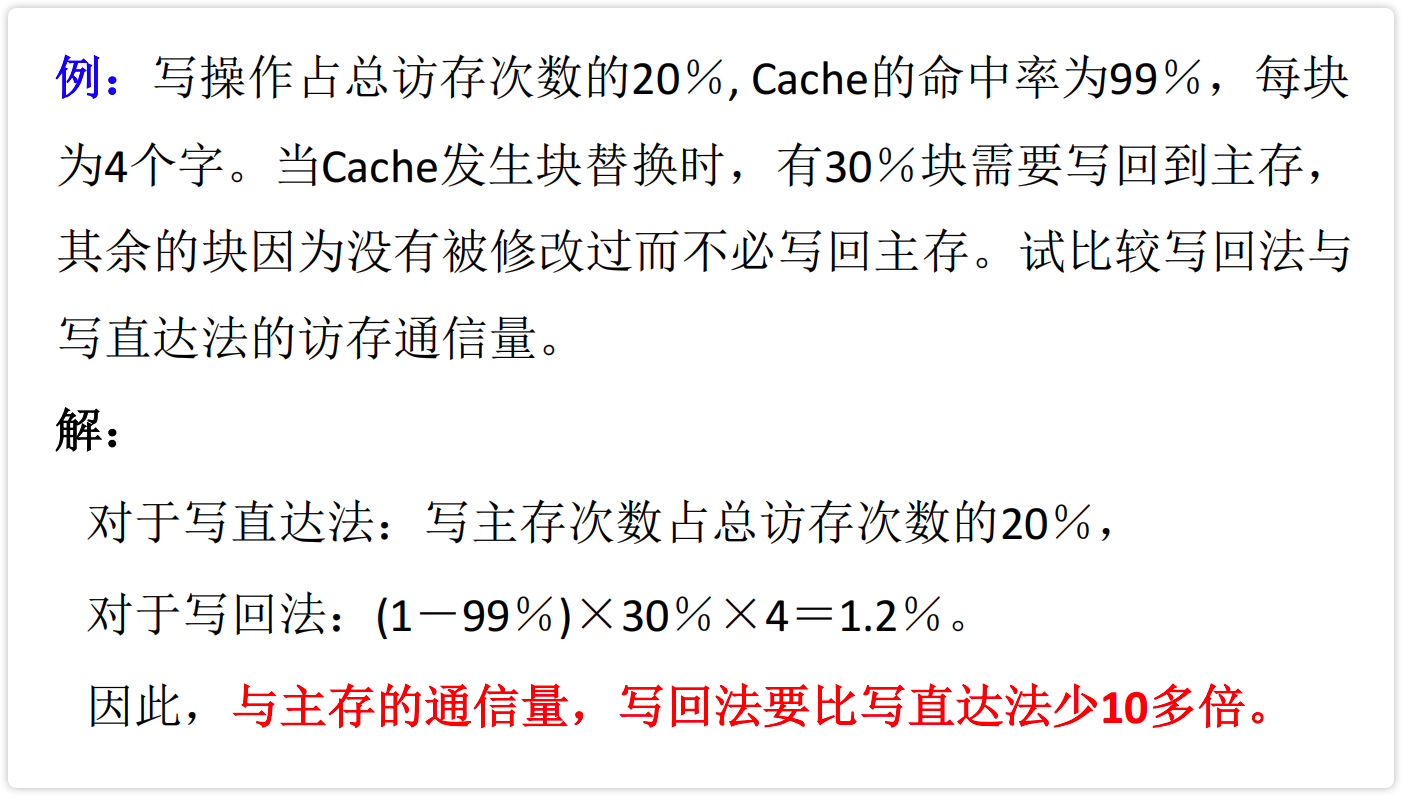 例：写操作占总访存次数的20％, Cache的命中率为99％，每块
为4个字。当Cache发生块替换时，有30％块需要写回到主存，
其余的块因为没有被修改过而不必写回主存。试比较写回法与
写直达法的访存通信量。
解：
对于写直达法：写主存次数占总访存次数的20％，
对于写回法：(1－99％)×30％×4＝1.2％。
因此，与主存的通信量，写回法要比写直达法少10多倍。